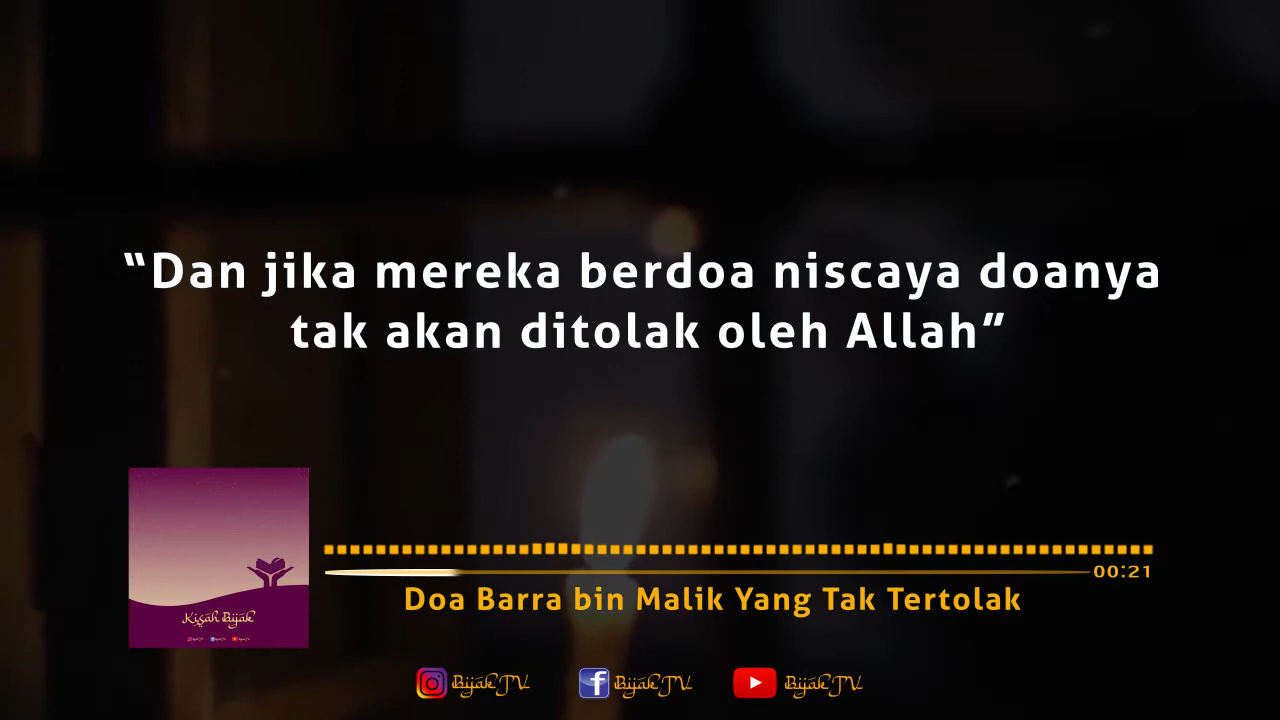 “Dan jika mereka berdoa niscaya doanya
tak akan ditolak oleh Allah”
00:21
Doa Barra bin Malik Yang Tak Tertolak
Kisah Bijak
BijakTV
BijakTV
BijakTV